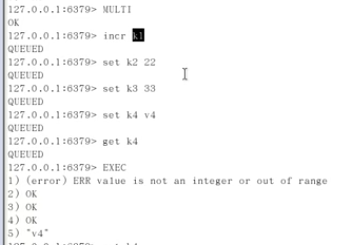 127.0.0.1:6379> MULTI
OK
127.0.0.1:6379> incr k1
QUEUED
127.0.0.1:6379> set k2 22
QUEUED
127.0.0.1:6379> set k3 33
QUEUED
127.0.0.1:6379> set k4 v4
QUEUED
127.0.0.1:6379> get k4
QUEUED
127.0.0.1:6379> EXEC
1) (error) ERR value is not an integer or out of range
2) OK
3) OK
4) OK
5) "v4"